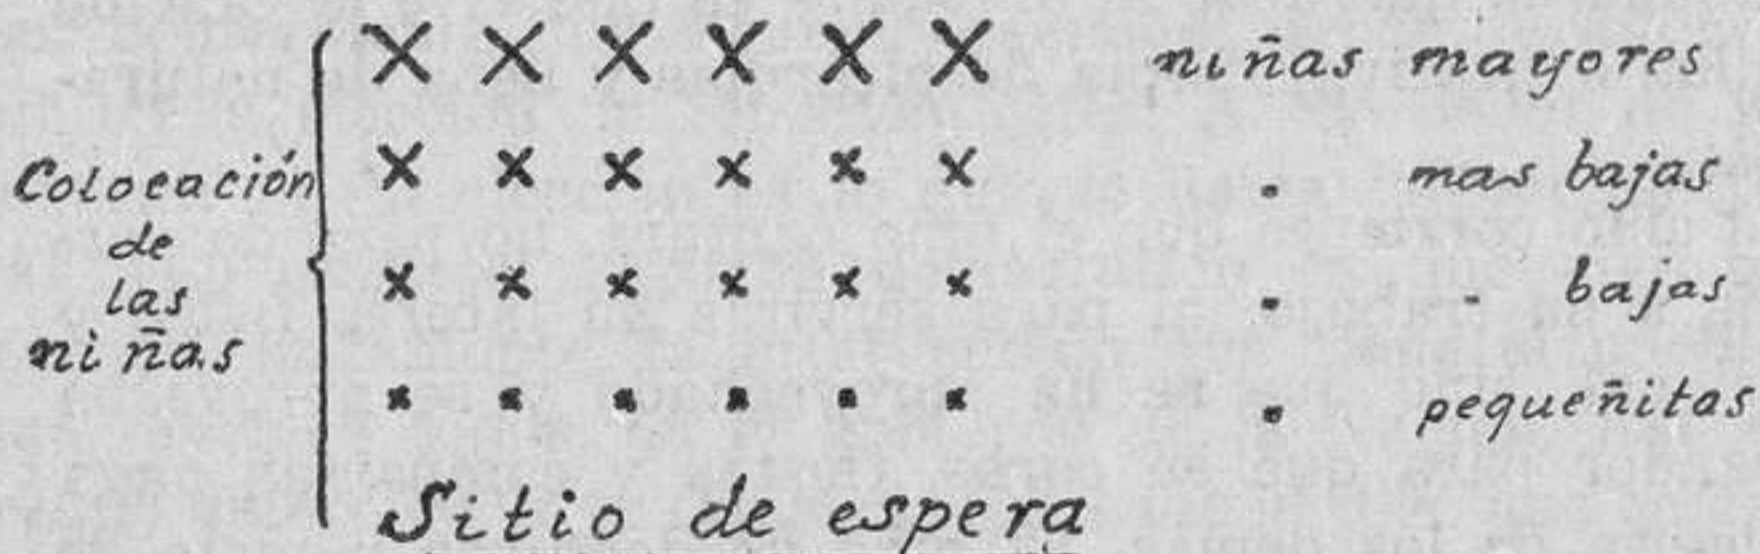 niñas mayores
. mas bajas
. - bajas
. pequeñitas
Colocación
de
las
niñas
Sitio de espera